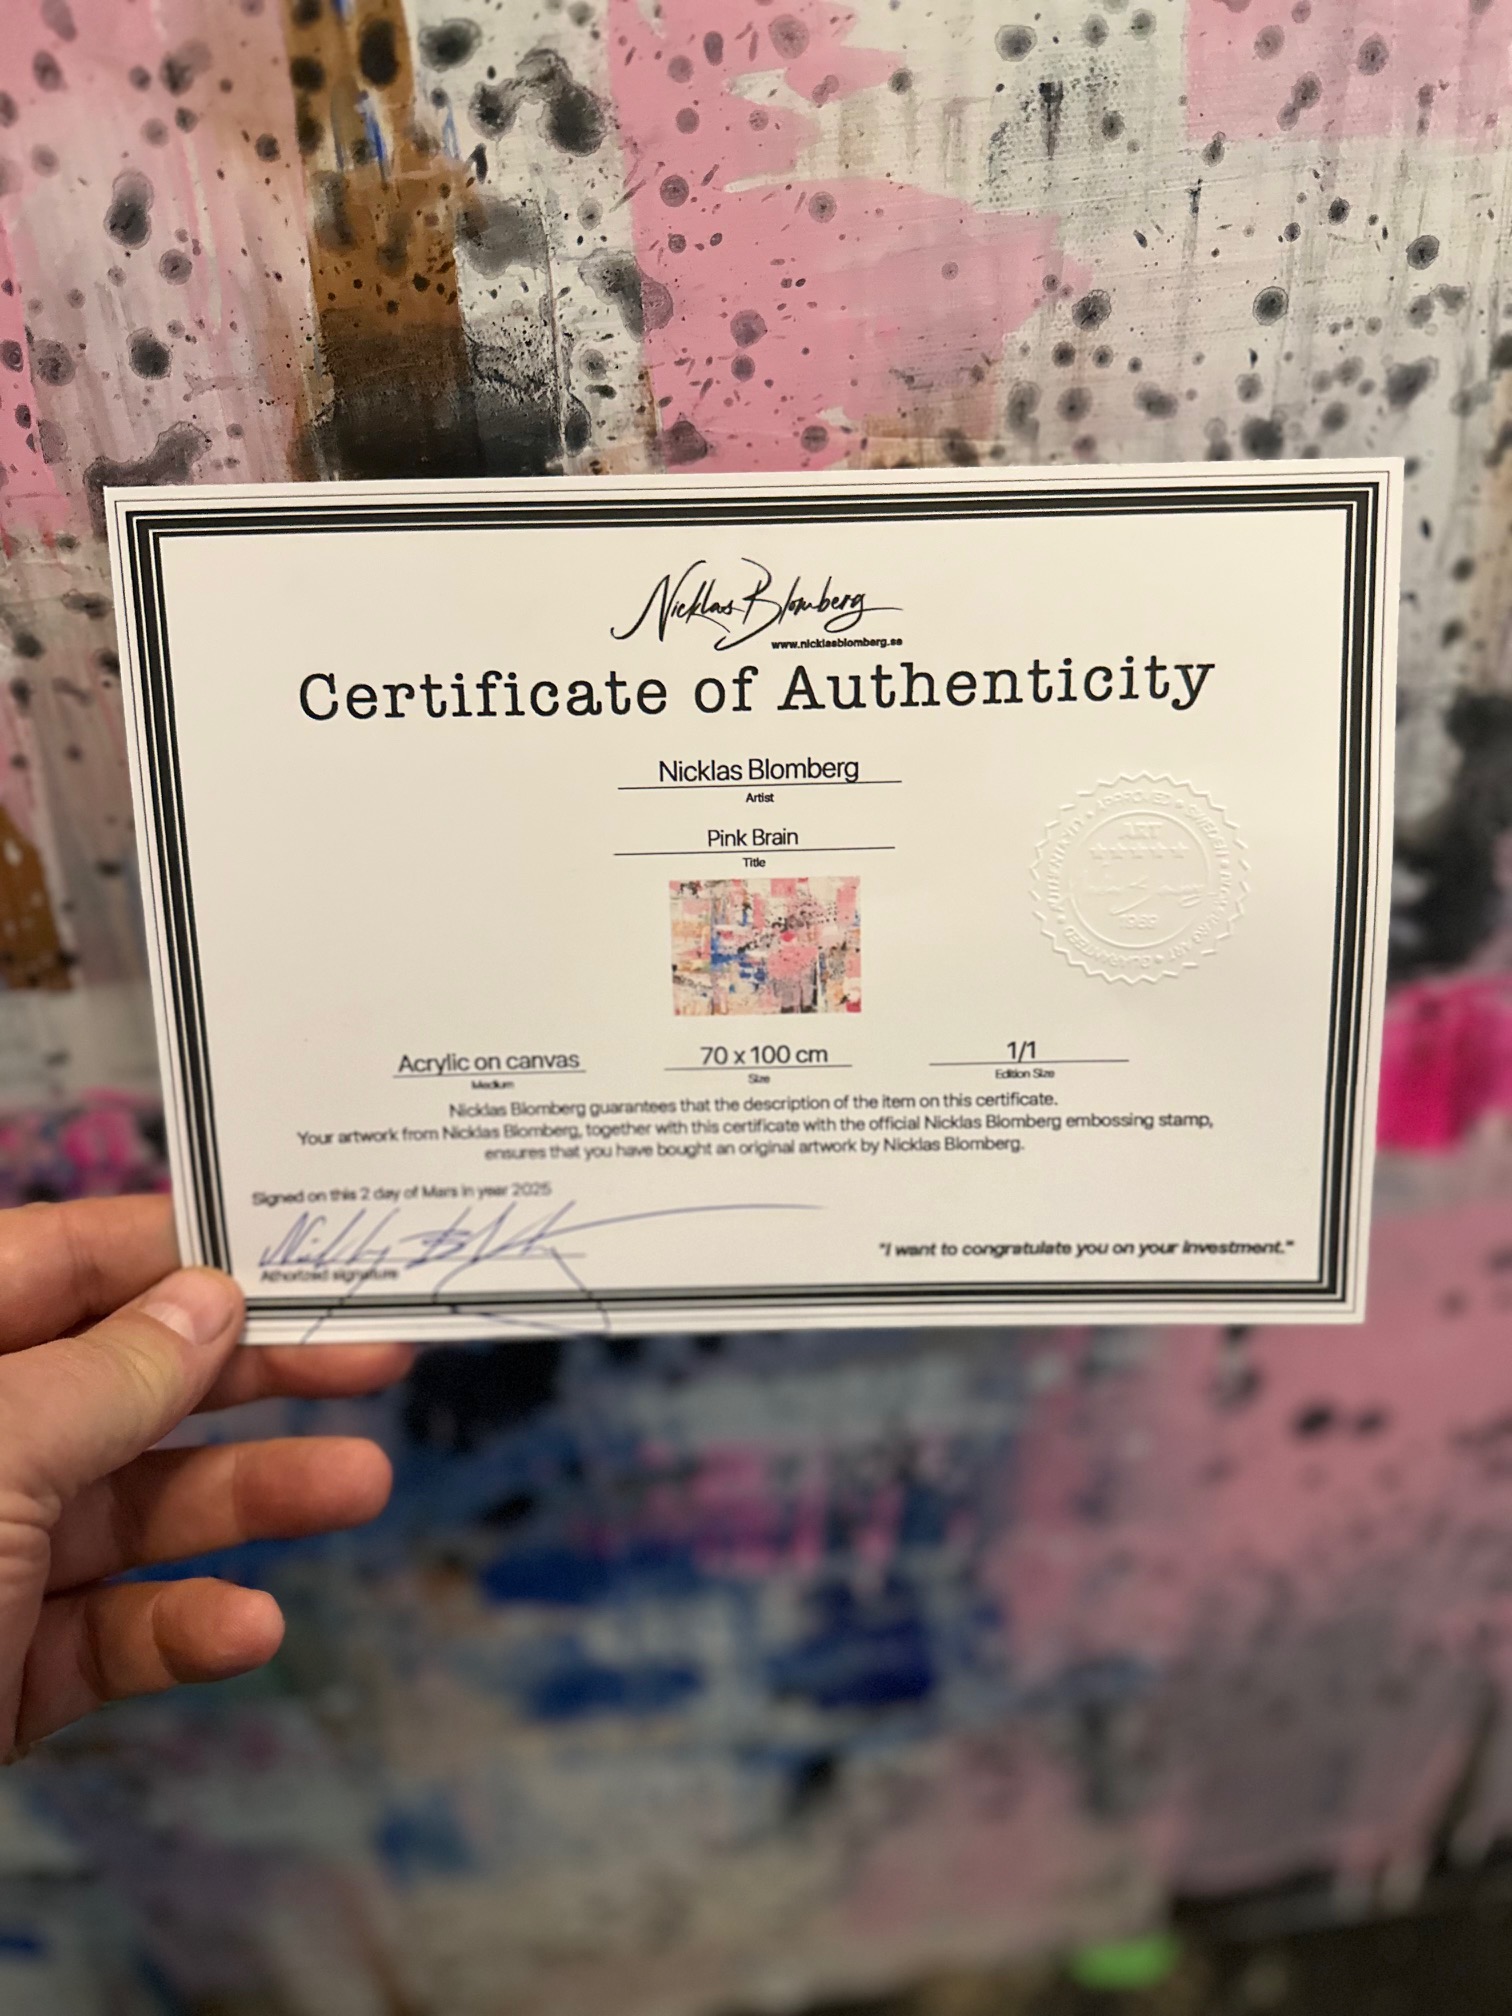 Nicklas Blomberg
www.nicklasblomberg.se
Certificate of Authenticity
Nicklas Blomberg
Artist
Pink Brain
Title
APPROVED
ART
1989
GUARANTEED
Acrylic on canvas 70 x 100 cm 1/1
Medium Size Edition Size
Nicklas Blomberg guarantees that the description of the item on this certificate.
Your artwork from Nicklas Blomberg, together with this certificate with the official Nicklas Blomberg embossing stamp,
ensures that you have bought an original artwork by Nicklas Blomberg.
Signed on this 2 day of Mars in year 2025
Athorized signature
"I want to congratulate you on your investment."